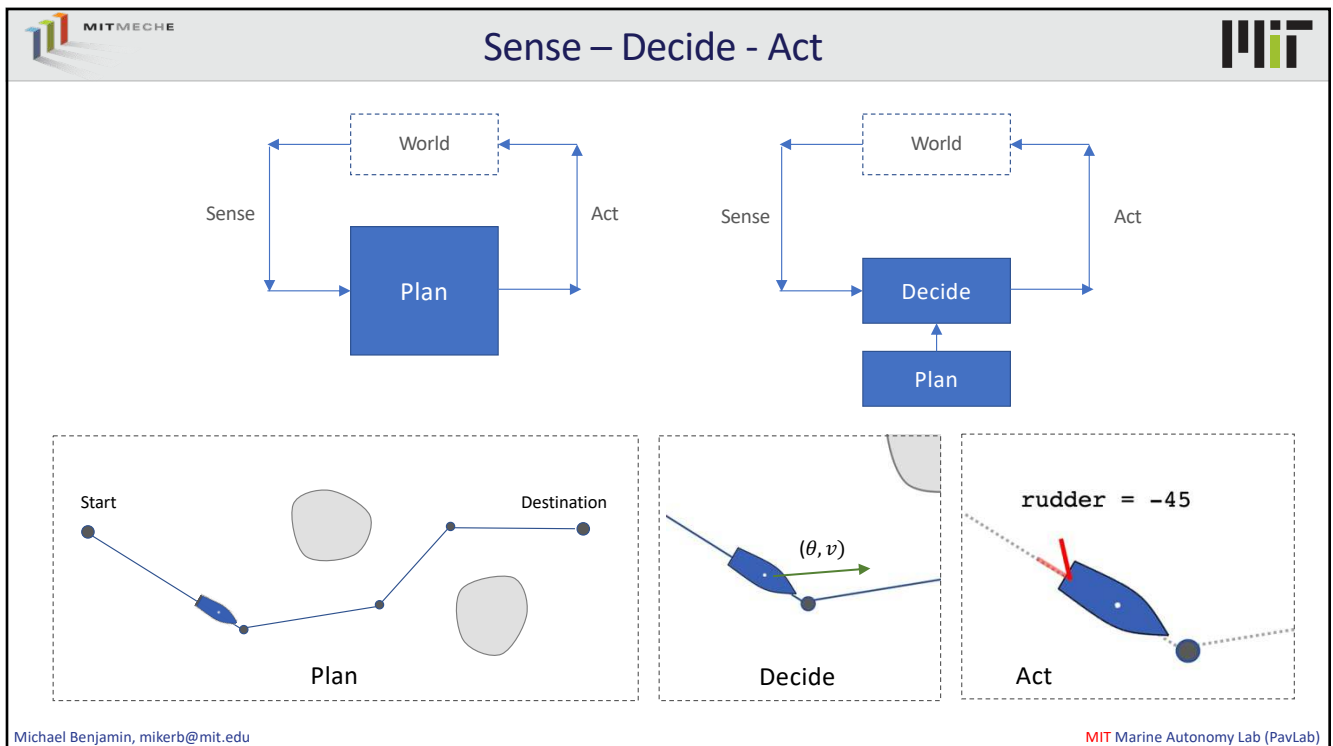 MITMECHE
Sense – Decide - Act
MIT
World
Sense
Act
Plan
World
Sense
Act
Decide
Plan
Start
Destination
Plan
(θ, v)
Decide
rudder = -45
Act
Michael Benjamin, mikerb@mit.edu
MIT Marine Autonomy Lab (PavLab)